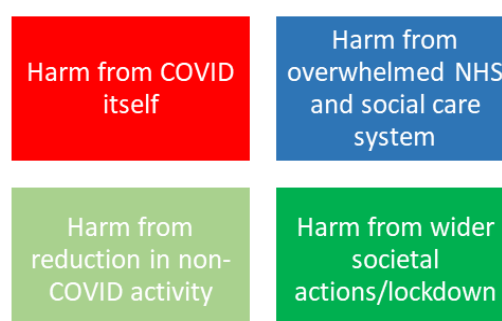 Harm from COVID
itself
Harm from
overwhelmed NHS
and social care
system
Harm from
reduction in non-
COVID activity
Harm from wider
societal
actions/lockdown